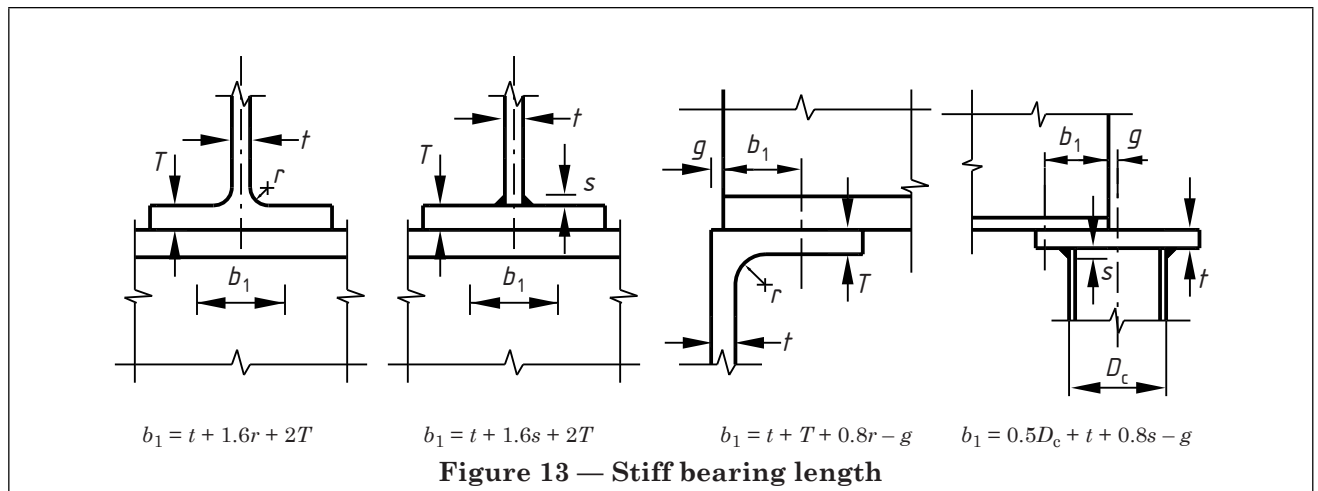 t
T
r
b1
t
T
s
b1
g
b1
r
T
t
b1
g
s
t
Dc
b1 = t + 1.6r + 2T
b1 = t + 1.6s + 2T
b1 = t + T + 0.8r – g
b1 = 0.5Dc + t + 0.8s – g
Figure 13 — Stiff bearing length